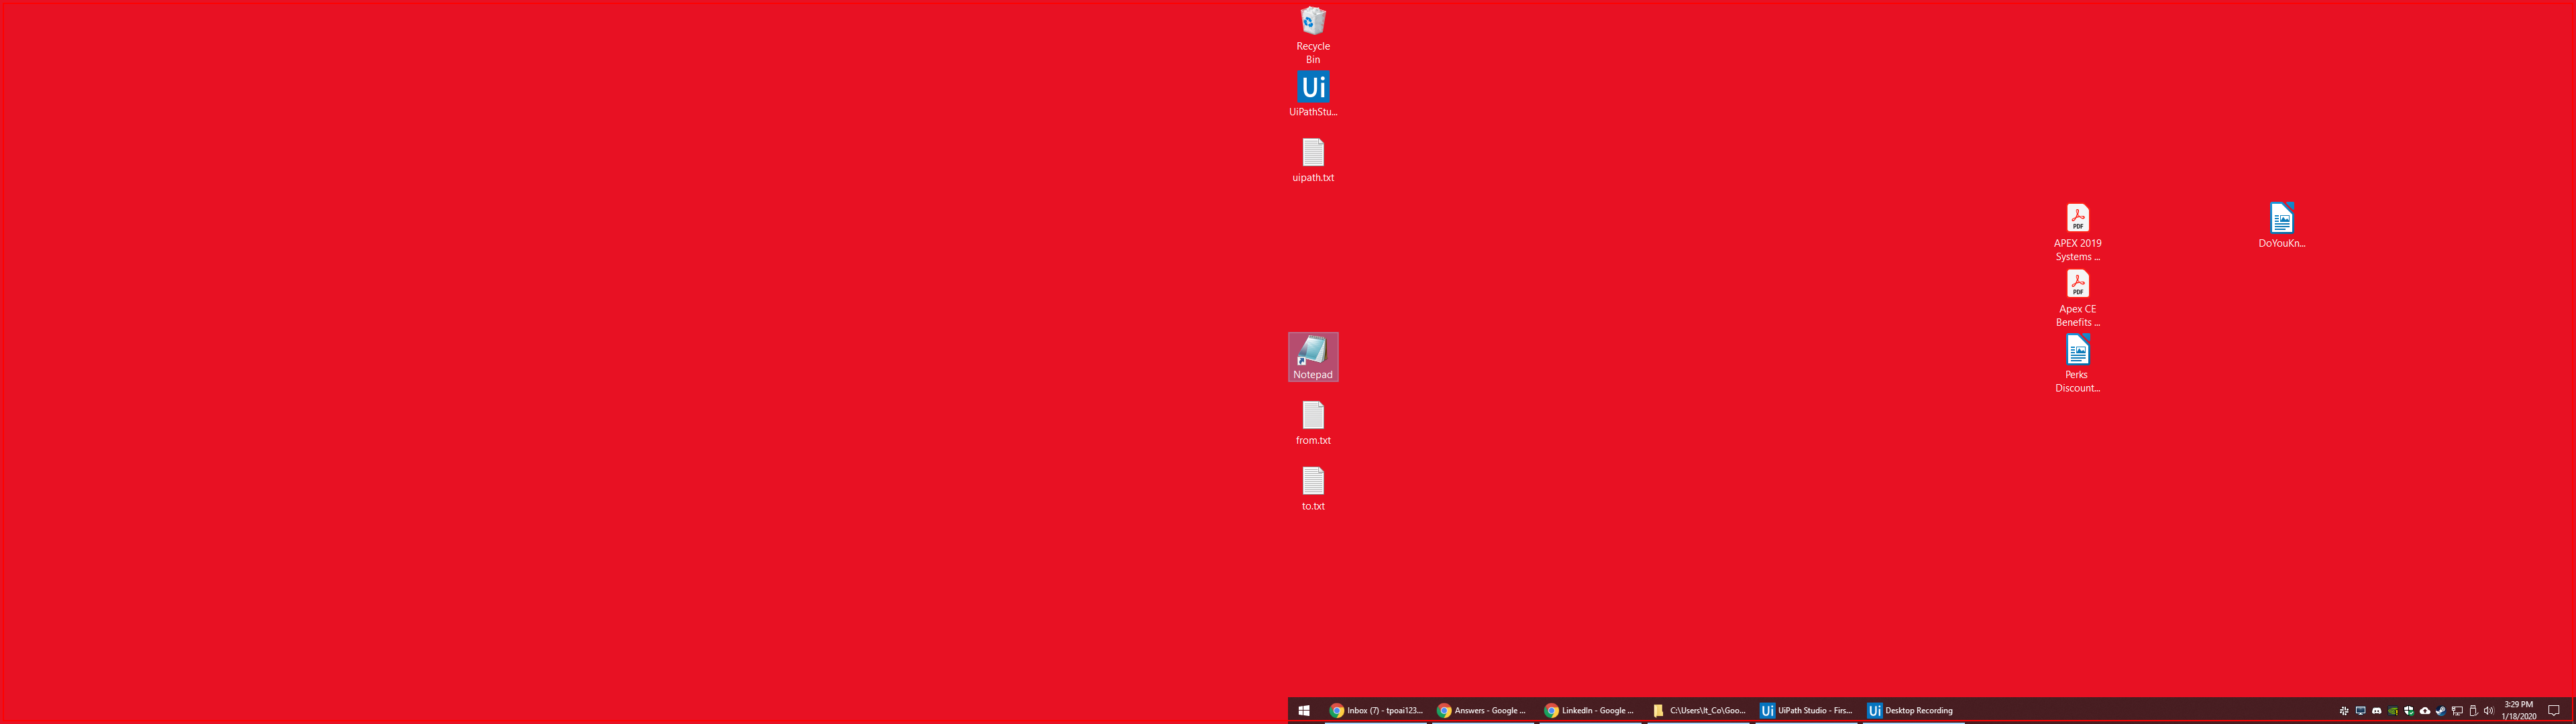 Recycle
Bin
Ui
UiPathStu...
uipath.txt
PDF
APEX 2019
Systems ...
DoYouKn...
PDF
Apex CE
Benefits ...
Notepad
Perks
Discount...
from.txt
to.txt
Inbox (7) - tpoai123...
Answers - Google ...
LinkedIn - Google ...
C:\Users\It_Co\Goo...
Ui UiPath Studio - Firs...
Ui Desktop Recording
3:29 PM
1/18/2020